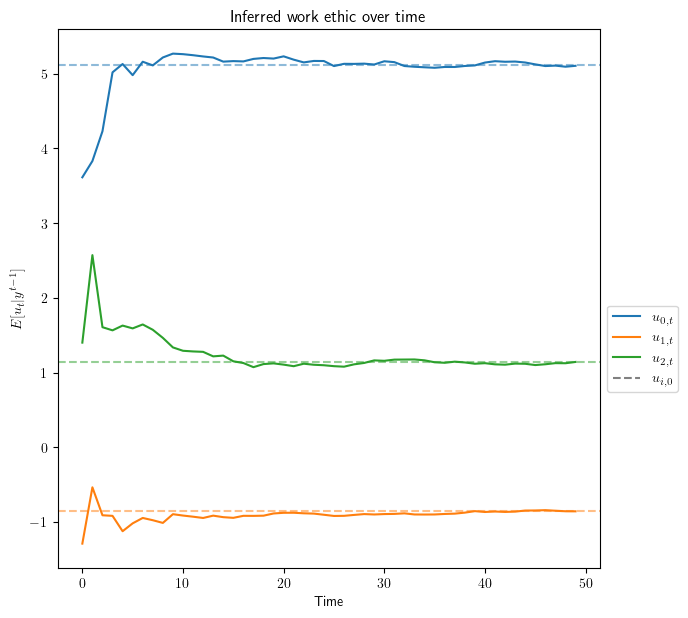 Inferred work ethic over time
E[u_t|y^{t-1}]
5
4
3
2
1
0
−1
0 10 20 30 40 50
Time
u_{0,t}
u_{1,t}
u_{2,t}
u_{i,0}